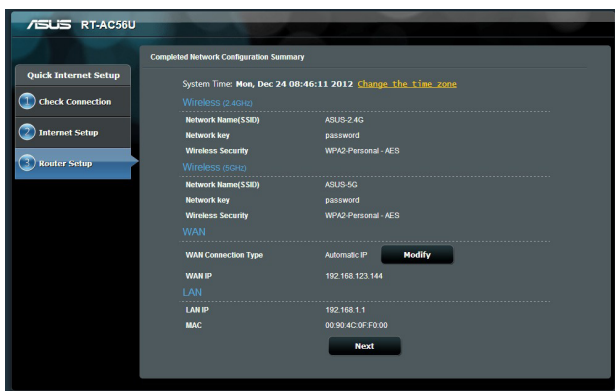 ASUS RT-AC56U
Completed Network Configuration Summary
Quick Internet Setup
1 Check Connection
2 Internet Setup
3 Router Setup
System Time: Mon, Dec 24 08:46:11 2012 Change the time zone
Wireless (2.4GHz)
Network Name(SSID) ASUS-2.4G
Network key password
Wireless Security WPA2-Personal - AES
Wireless (5GHz)
Network Name(SSID) ASUS-5G
Network key password
Wireless Security WPA2-Personal - AES
WAN
WAN Connection Type Automatic IP Modify
WAN IP 192.168.123.144
LAN
LAN IP 192.168.1.1
MAC 00:90:4C:0F:F0:00
Next